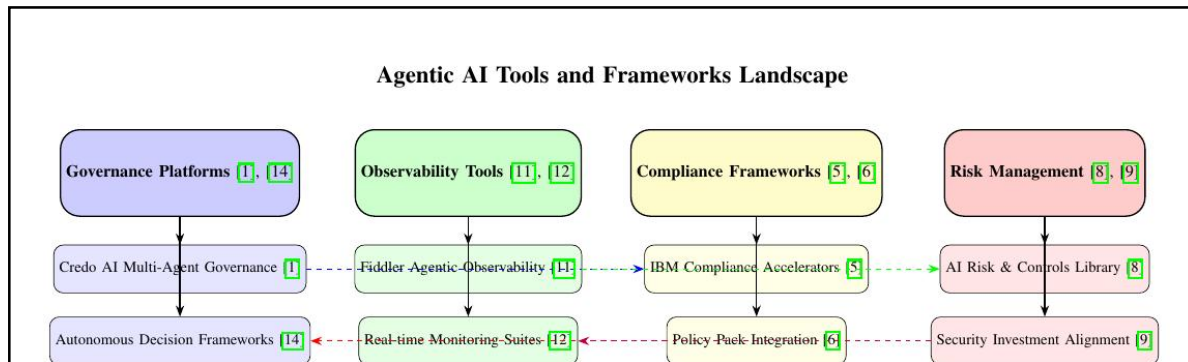 Agentic AI Tools and Frameworks Landscape
Governance Platforms [1], [14]
Observability Tools [11], [12]
Compliance Frameworks [5], [6]
Risk Management [8], [9]
Credo AI Multi-Agent Governance [1]
Fiddler Agentic Observability [11]
IBM Compliance Accelerators [5]
AI Risk & Controls Library [8]
Autonomous Decision Frameworks [14]
Real-time Monitoring Suites [12]
Policy Pack Integration [6]
Security Investment Alignment [9]